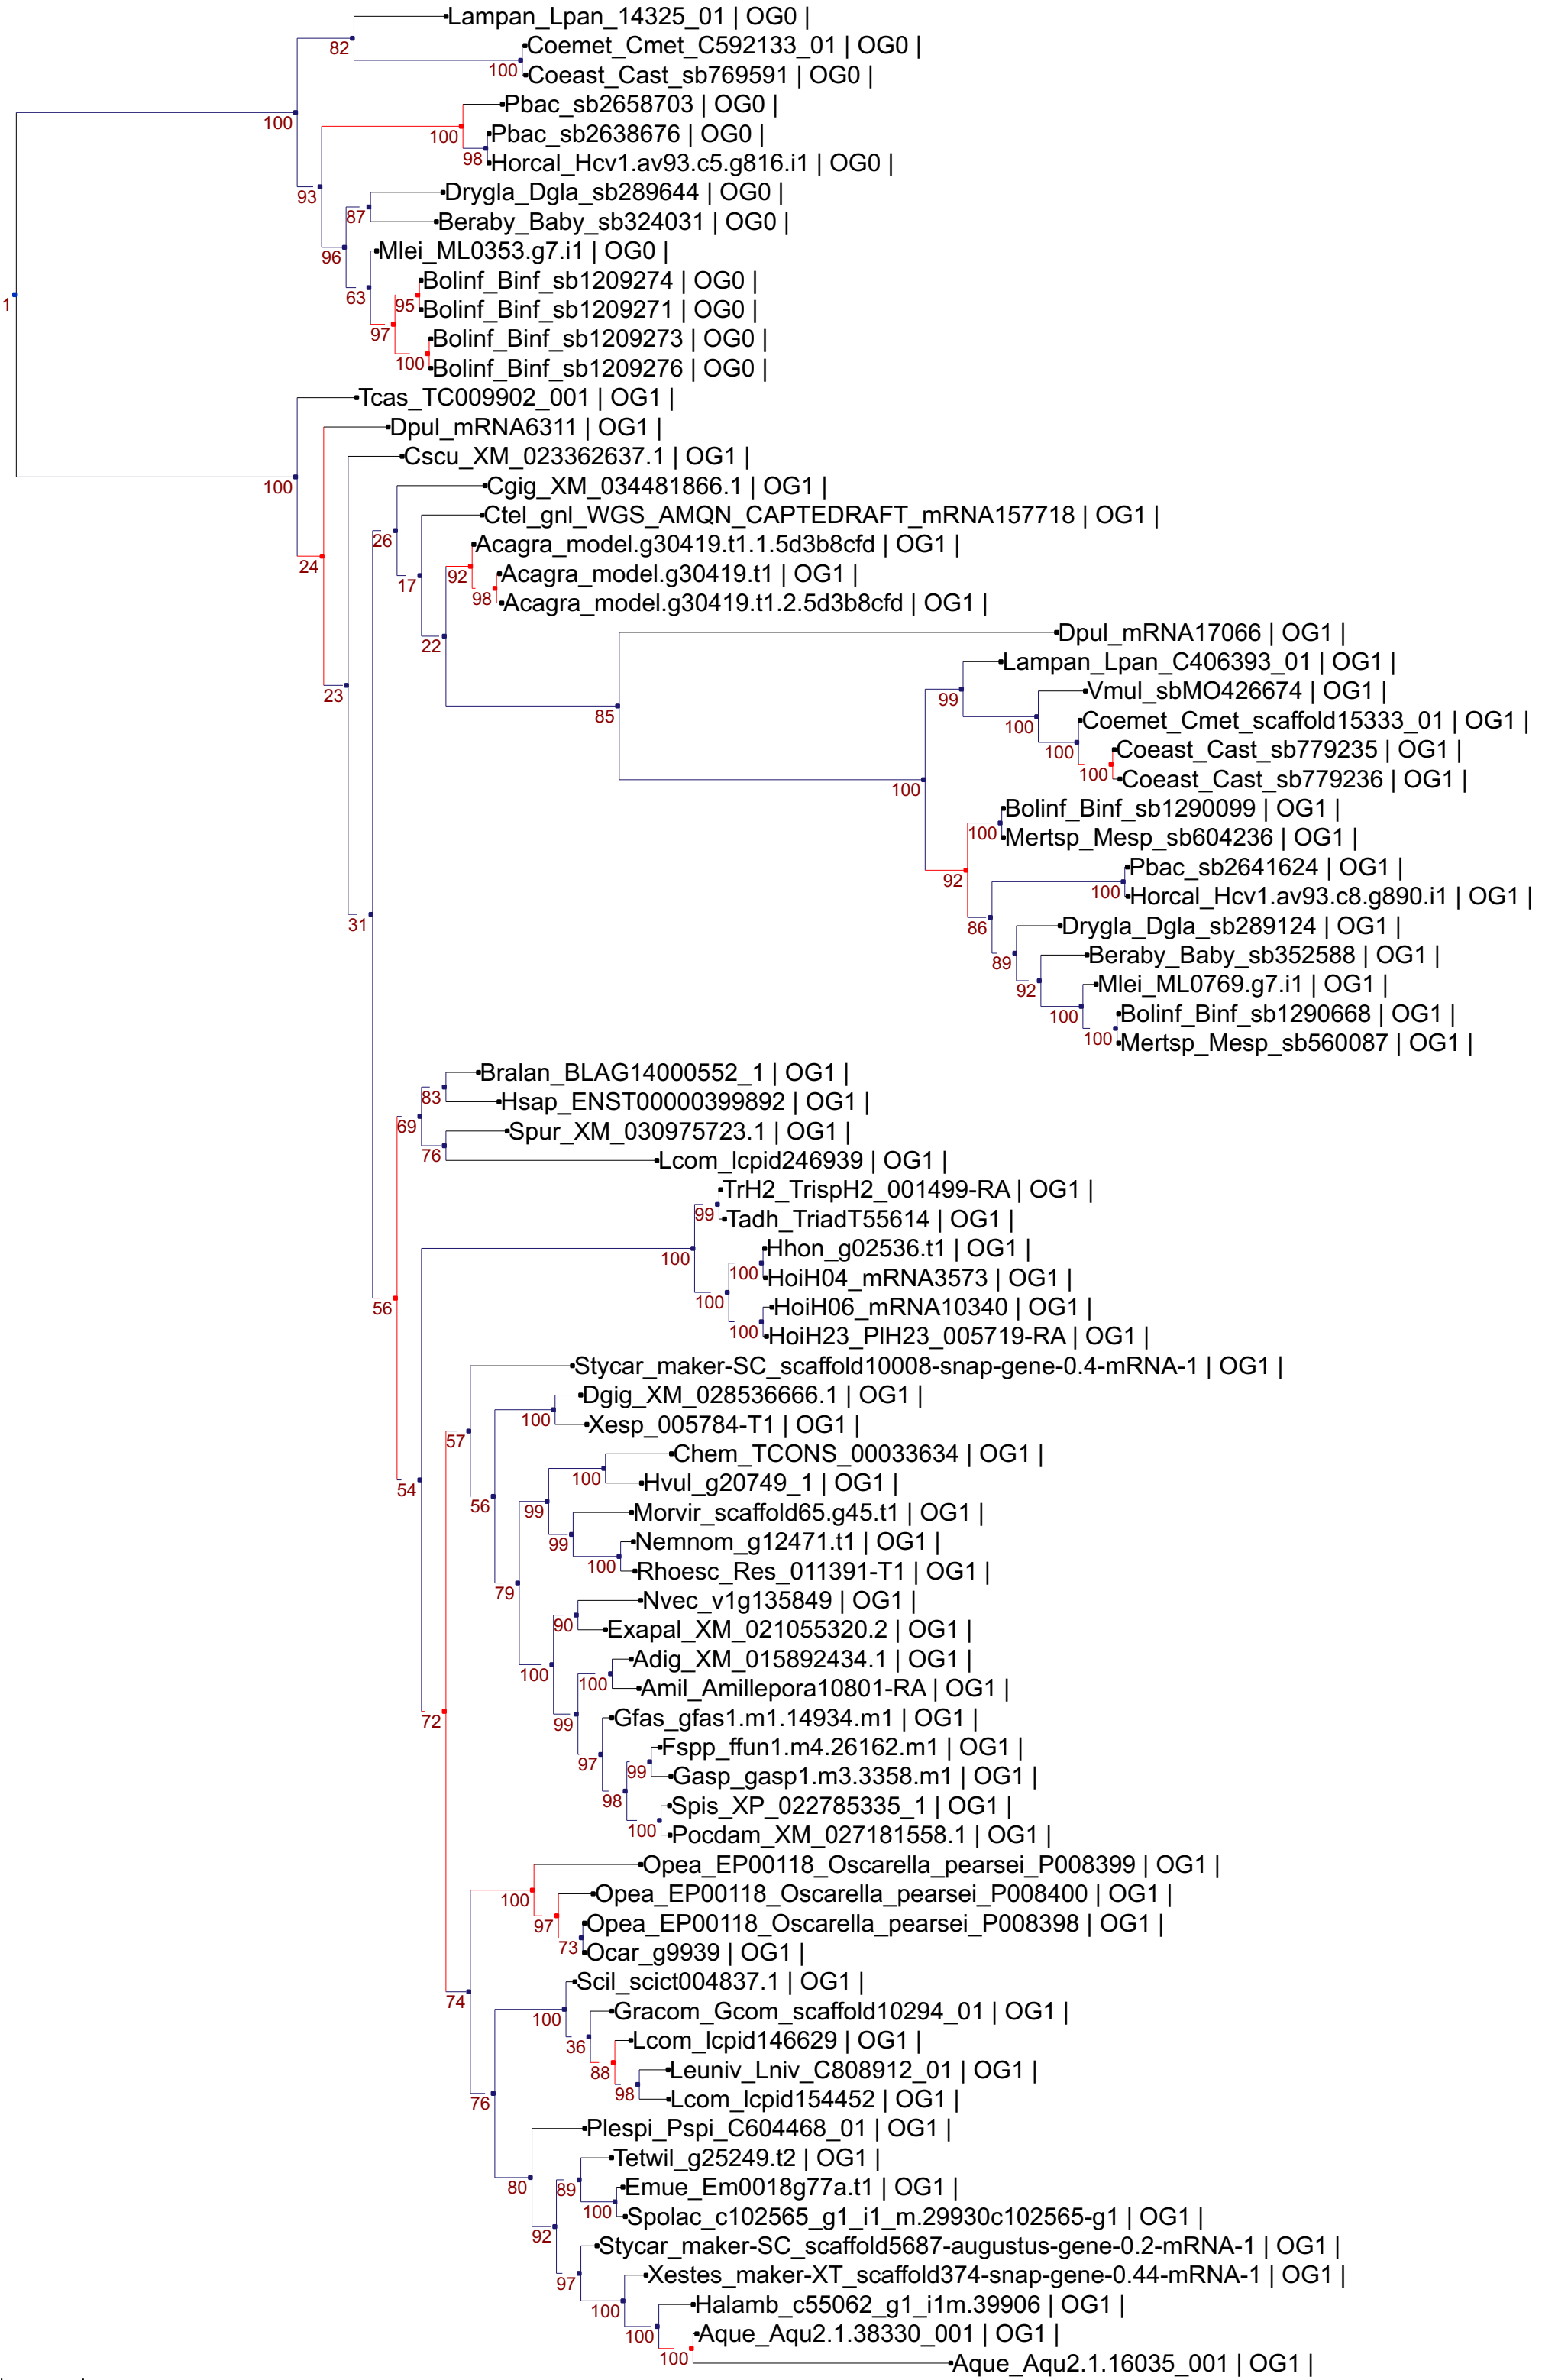 Lampan_Lpan_14325_01 | OG0 |
82
Coemet_Cmet_C592133_01 | OG0 |
100
Coeast_Cast_sb769591 | OG0 |
Pbac_sb2658703 | OG0 |
100
100
Pbac_sb2638676 | OG0 |
98
Horcal_Hcv1.av93.c5.g816.i1 | OG0 |
93
Drygla_Dgla_sb289644 | OG0 |
87
Beraby_Baby_sb324031 | OG0 |
96
Mlei_ML0353.g7.i1 | OG0 |
63
Bolinf_Binf_sb1209274 | OG0 |
1
95
Bolinf_Binf_sb1209271 | OG0 |
97
Bolinf_Binf_sb1209273 | OG0 |
100
Bolinf_Binf_sb1209276 | OG0 |
Tcas_TC009902_001 | OG1 |
Dpul_mRNA6311 | OG1 |
Cscu_XM_023362637.1 | OG1 |
100
Cgig_XM_034481866.1 | OG1 |
Ctel_gnl_WGS_AMQN_CAPTEDRAFT_mRNA157718 | OG1 |
26
Acagra_model.g30419.t1.1.5d3b8cfd | OG1 |
24
17
92
Acagra_model.g30419.t1 | OG1 |
98
Acagra_model.g30419.t1.2.5d3b8cfd | OG1 |
22
Dpul_mRNA17066 | OG1 |
Lampan_Lpan_C406393_01 | OG1 |
23
99
Vmul_sbMO426674 | OG1 |
85
100
Coemet_Cmet_scaffold15333_01 | OG1 |
100
Coeast_Cast_sb779235 | OG1 |
100
100
Coeast_Cast_sb779236 | OG1 |
Bolinf_Binf_sb1290099 | OG1 |
100
Mertsp_Mesp_sb604236 | OG1 |
92
Pbac_sb2641624 | OG1 |
100
Horcal_Hcv1.av93.c8.g890.i1 | OG1 |
31
86
Drygla_Dgla_sb289124 | OG1 |
89
Beraby_Baby_sb352588 | OG1 |
92
Mlei_ML0769.g7.i1 | OG1 |
100
Bolinf_Binf_sb1290668 | OG1 |
100
Mertsp_Mesp_sb560087 | OG1 |
Bralan_BLAG14000552_1 | OG1 |
83
Hsap_ENST00000399892 | OG1 |
69
Spur_XM_030975723.1 | OG1 |
76
Lcom_lcpid246939 | OG1 |
TrH2_TrispH2_001499-RA | OG1 |
99
Tadh_TriadT55614 | OG1 |
100
Hhon_g02536.t1 | OG1 |
100
HoiH04_mRNA3573 | OG1 |
56
100
HoiH06_mRNA10340 | OG1 |
100
HoiH23_PlH23_005719-RA | OG1 |
Stycar_maker-SC_scaffold10008-snap-gene-0.4-mRNA-1 | OG1 |
Dgig_XM_028536666.1 | OG1 |
100
Xesp_005784-T1 | OG1 |
57
Chem_TCONS_00033634 | OG1 |
54
100
Hvul_g20749_1 | OG1 |
56
99
Morvir_scaffold65.g45.t1 | OG1 |
99
Nemnom_g12471.t1 | OG1 |
100
Rhoesc_Res_011391-T1 | OG1 |
79
Nvec_v1g135849 | OG1 |
90
Exapal_XM_021055320.2 | OG1 |
100
Adig_XM_015892434.1 | OG1 |
100
Amil_Amillepora10801-RA | OG1 |
72
99
Gfas_gfas1.m1.14934.m1 | OG1 |
97
Fspp_ffun1.m4.26162.m1 | OG1 |
99
Gasp_gasp1.m3.3358.m1 | OG1 |
98
Spis_XP_022785335_1 | OG1 |
100
Pocdam_XM_027181558.1 | OG1 |
Opea_EP00118_Oscarella_pearsei_P008399 | OG1 |
100
Opea_EP00118_Oscarella_pearsei_P008400 | OG1 |
97
Opea_EP00118_Oscarella_pearsei_P008398 | OG1 |
73
Ocar_g9939 | OG1 |
74
Scil_scict004837.1 | OG1 |
100
Gracom_Gcom_scaffold10294_01 | OG1 |
36
Lcom_lcpid146629 | OG1 |
88
Leuniv_Lniv_C808912_01 | OG1 |
98
Lcom_lcpid154452 | OG1 |
76
Plespi_Pspi_C604468_01 | OG1 |
Tetwil_g25249.t2 | OG1 |
80
89
Emue_Em0018g77a.t1 | OG1 |
100
Spolac_c102565_g1_i1_m.29930c102565-g1 | OG1 |
92
Stycar_maker-SC_scaffold5687-augustus-gene-0.2-mRNA-1 | OG1 |
97
Xestes_maker-XT_scaffold374-snap-gene-0.44-mRNA-1 | OG1 |
100
Halamb_c55062_g1_i1m.39906 | OG1 |
100
Aque_Aqu2.1.38330_001 | OG1 |
100
Aque_Aqu2.1.16035_001 | OG1 |